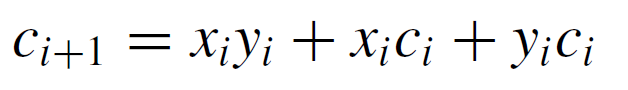 c_{i+1} = x_i y_i + x_i c_i + y_i c_i